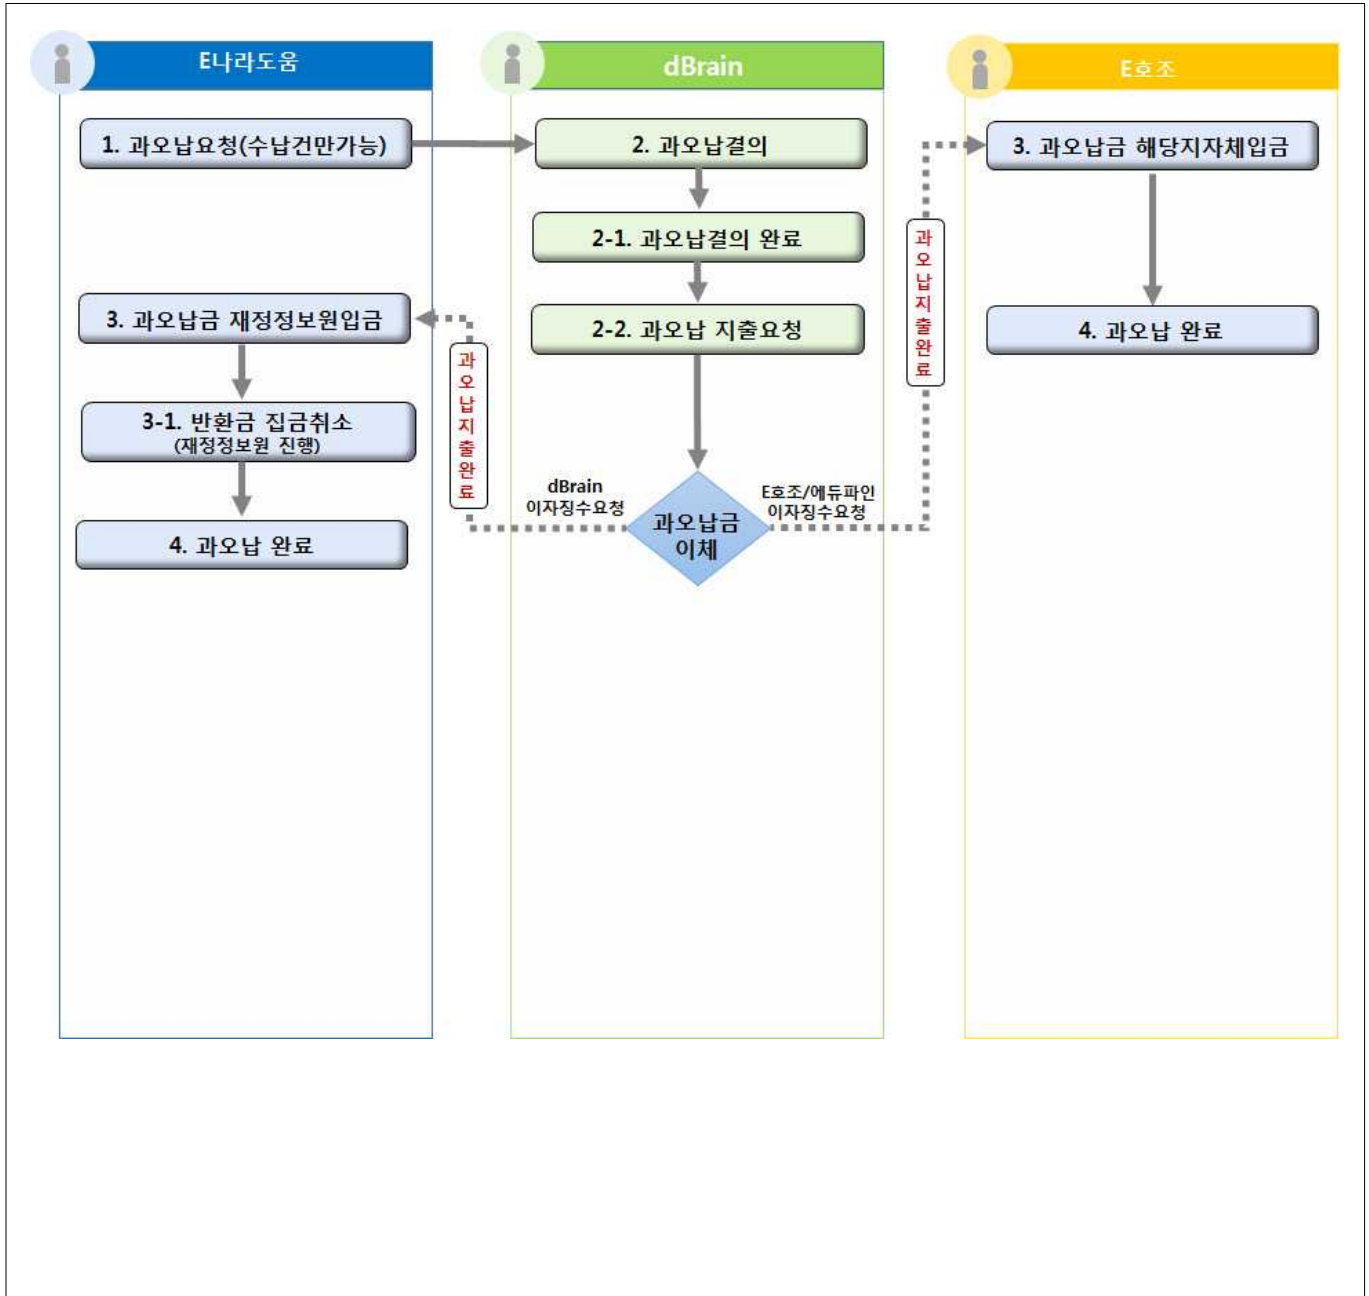 E나라도움
dBrain
E호조
1. 과오납요청(수납건만가능)
2. 과오납결의
3. 과오납금 해당지자체입금
2-1. 과오납결의 완료
과오납지출완료
3. 과오납금 재정정보원입금
2-2. 과오납 지출요청
4. 과오납 완료
과오납지출완료
3-1. 반환금 집금취소
(재정정보원 진행)
dBrain
이자징수요청
E호조/에듀파인
이자징수요청
과오납금
이체
4. 과오납 완료